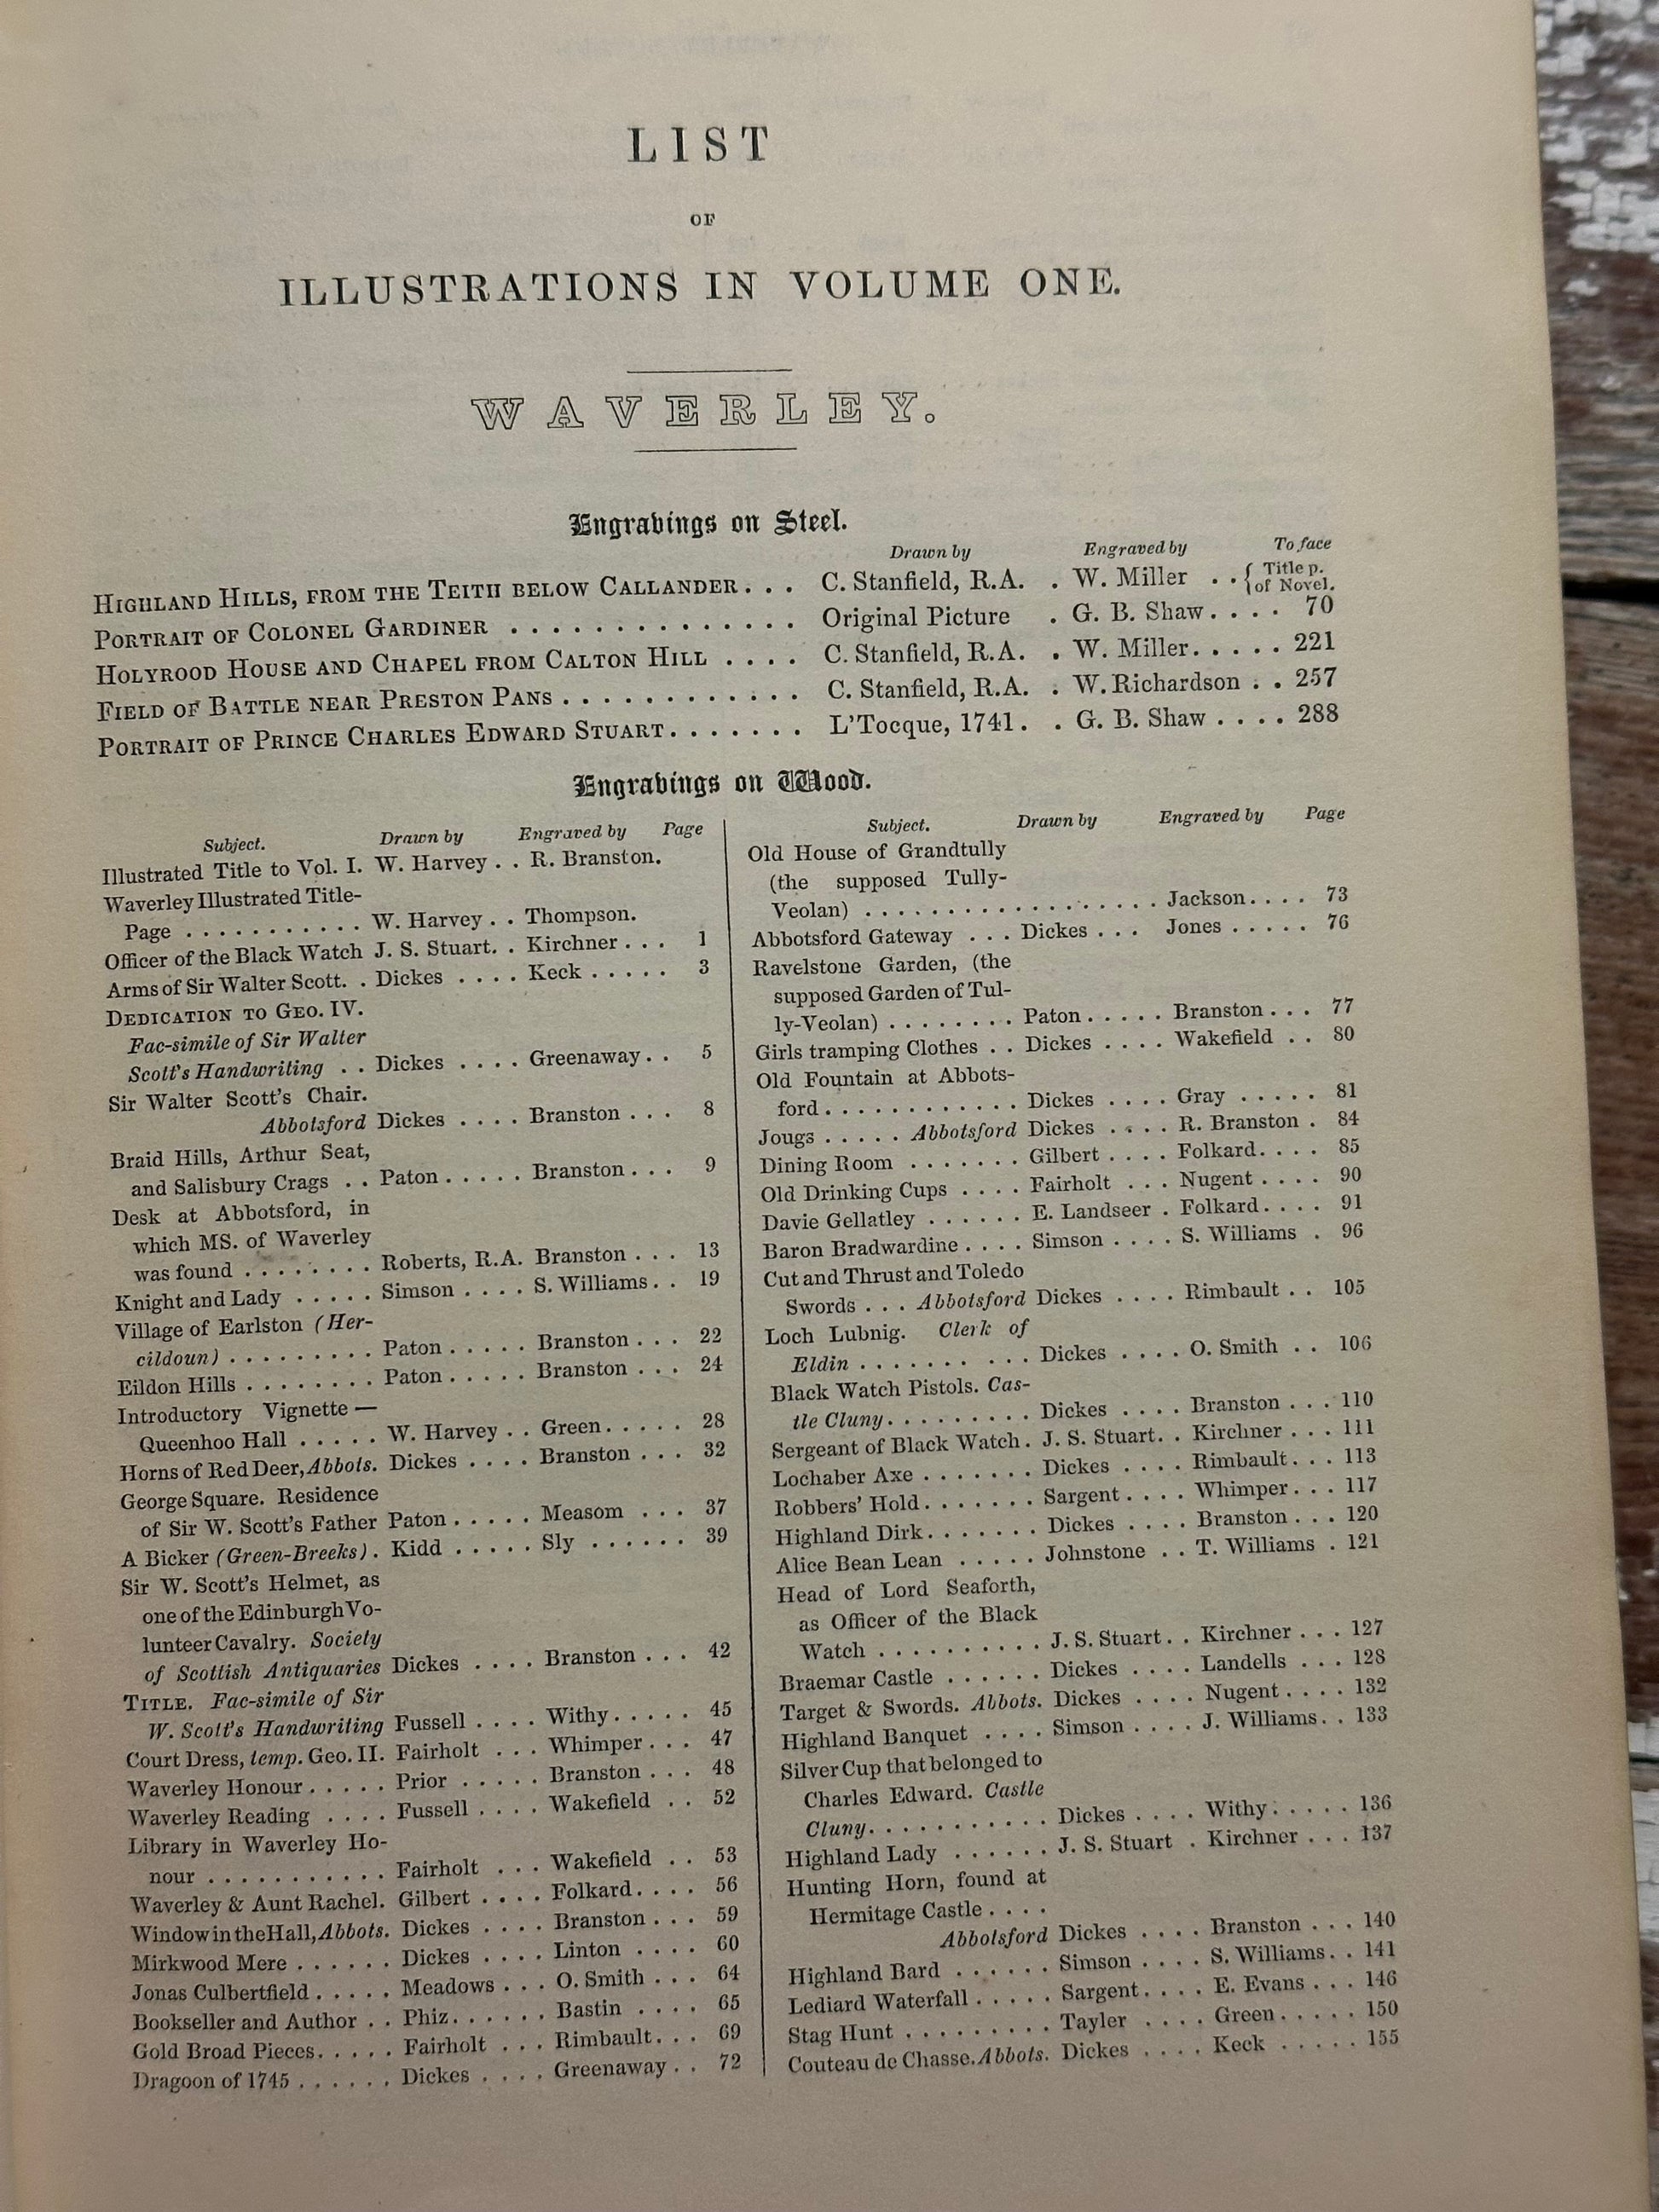 LIST
OF
ILLUSTRATIONS IN VOLUME ONE.
WAVERLEY.
Engravings on Steel.
Drawn by Engraved by To face
HIGHLAND HILLS, FROM THE TEITH BELOW CALLANDER . . . C. Stanfield, R.A. . W. Miller . . { Title p. of Novel.
PORTRAIT OF COLONEL GARDINER . . . . . . . . . . . . . . Original Picture . G. B. Shaw . . . . 70
HOLYROOD HOUSE AND CHAPEL FROM CALTON HILL . . . . C. Stanfield, R.A. . W. Miller. . . . . 221
FIELD OF BATTLE NEAR PRESTON PANS . . . . . . . . . . . . C. Stanfield, R.A. . W. Richardson . . 257
PORTRAIT OF PRINCE CHARLES EDWARD STUART. . . . . . . L'Tocque, 1741. . G. B. Shaw . . . . 288
Engravings on Wood.
Subject. Drawn by Engraved by Page
Illustrated Title to Vol. I. W. Harvey . . R. Branston.
Waverley Illustrated Title-
Page . . . . . . . . . . . W. Harvey . . Thompson.
Officer of the Black Watch J. S. Stuart. . Kirchner . . . 1
Arms of Sir Walter Scott. . Dickes . . . . Keck . . . . . 3
DEDICATION TO GEO. IV.
Fac-simile of Sir Walter
Scott's Handwriting . . Dickes . . . . Greenaway . . 5
Sir Walter Scott's Chair.
Abbotsford Dickes . . . . Branston . . . 8
Braid Hills, Arthur Seat,
and Salisbury Crags . . Paton . . . . . Branston . . . 9
Desk at Abbotsford, in
which MS. of Waverley
was found . . . . . . . . Roberts, R.A. Branston . . . 13
Knight and Lady . . . . . Simson . . . . S. Williams . . 19
Village of Earlston (Her-
cildoun) . . . . . . . . . Paton . . . . . Branston . . . 22
Eildon Hills . . . . . . . . Paton . . . . . Branston . . . 24
Introductory Vignette —
Queenhoo Hall . . . . . W. Harvey . . Green. . . . . 28
Horns of Red Deer, Abbots. Dickes . . . . Branston . . . 32
George Square. Residence
of Sir W. Scott's Father Paton . . . . . Measom . . . 37
A Bicker (Green-Breeks) . Kidd . . . . . Sly . . . . . . 39
Sir W. Scott's Helmet, as
one of the Edinburgh Vo-
lunteer Cavalry. Society
of Scottish Antiquaries Dickes . . . . Branston . . . 42
TITLE. Fac-simile of Sir
W. Scott's Handwriting Fussell . . . . Withy . . . . . 45
Court Dress, temp. Geo. II. Fairholt . . . Whimper . . . 47
Waverley Honour . . . . . Prior . . . . . Branston . . . 48
Waverley Reading . . . . Fussell . . . . Wakefield . . 52
Library in Waverley Ho-
nour . . . . . . . . . . . Fairholt . . . Wakefield . . 53
Waverley & Aunt Rachel. Gilbert . . . . Folkard. . . . 56
Window in the Hall, Abbots. Dickes . . . . Branston . . . 59
Mirkwood Mere . . . . . . Dickes . . . . Linton . . . . 60
Jonas Culbertfield . . . . . Meadows . . . O. Smith . . . 64
Bookseller and Author . . Phiz. . . . . . Bastin . . . . 65
Gold Broad Pieces. . . . . Fairholt . . . Rimbault. . . 69
Dragoon of 1745 . . . . . . Dickes . . . . Greenaway . . 72
Subject. Drawn by Engraved by Page
Old House of Grandtully
(the supposed Tully-
Veolan) . . . . . . . . . . . . . . . . . . Jackson. . . . 73
Abbotsford Gateway . . . Dickes . . . Jones . . . . . 76
Ravelstone Garden, (the
supposed Garden of Tul-
ly-Veolan) . . . . . . . . Paton . . . . . Branston . . . 77
Girls tramping Clothes . . Dickes . . . . Wakefield . . 80
Old Fountain at Abbots-
ford. . . . . . . . . . . . Dickes . . . . Gray . . . . . 81
Jougs . . . . . Abbotsford Dickes . . . . R. Branston . 84
Dining Room . . . . . . . Gilbert . . . . Folkard. . . . 85
Old Drinking Cups . . . . Fairholt . . . Nugent . . . . 90
Davie Gellatley . . . . . . E. Landseer . Folkard. . . . 91
Baron Bradwardine . . . . Simson . . . . S. Williams . 96
Cut and Thrust and Toledo
Swords . . . Abbotsford Dickes . . . . Rimbault . . 105
Loch Lubnig. Clerk of
Eldin . . . . . . . . . . Dickes . . . . O. Smith . . 106
Black Watch Pistols. Cas-
tle Cluny. . . . . . . . . Dickes . . . . Branston . . . 110
Sergeant of Black Watch . J. S. Stuart. . Kirchner . . . 111
Lochaber Axe . . . . . . . Dickes . . . . Rimbault. . . 113
Robbers' Hold. . . . . . . Sargent . . . . Whimper. . . 117
Highland Dirk. . . . . . . Dickes . . . . Branston . . . 120
Alice Bean Lean . . . . . Johnstone . . T. Williams . 121
Head of Lord Seaforth,
as Officer of the Black
Watch . . . . . . . . . . J. S. Stuart. . Kirchner . . . 127
Braemar Castle . . . . . . Dickes . . . . Landells . . . 128
Target & Swords. Abbots. Dickes . . . . Nugent . . . . 132
Highland Banquet . . . . Simson . . . . J. Williams. . 133
Silver Cup that belonged to
Charles Edward. Castle
Cluny. . . . . . . . . . . Dickes . . . . Withy . . . . . 136
Highland Lady . . . . . . J. S. Stuart . Kirchner . . . 137
Hunting Horn, found at
Hermitage Castle . . . .
Abbotsford Dickes . . . . Branston . . . 140
Highland Bard . . . . . . Simson . . . . S. Williams. . 141
Lediard Waterfall . . . . . Sargent. . . . E. Evans . . . 146
Stag Hunt . . . . . . . . . Tayler . . . . Green . . . . . 150
Couteau de Chasse. Abbots. Dickes . . . . Keck . . . . . 155